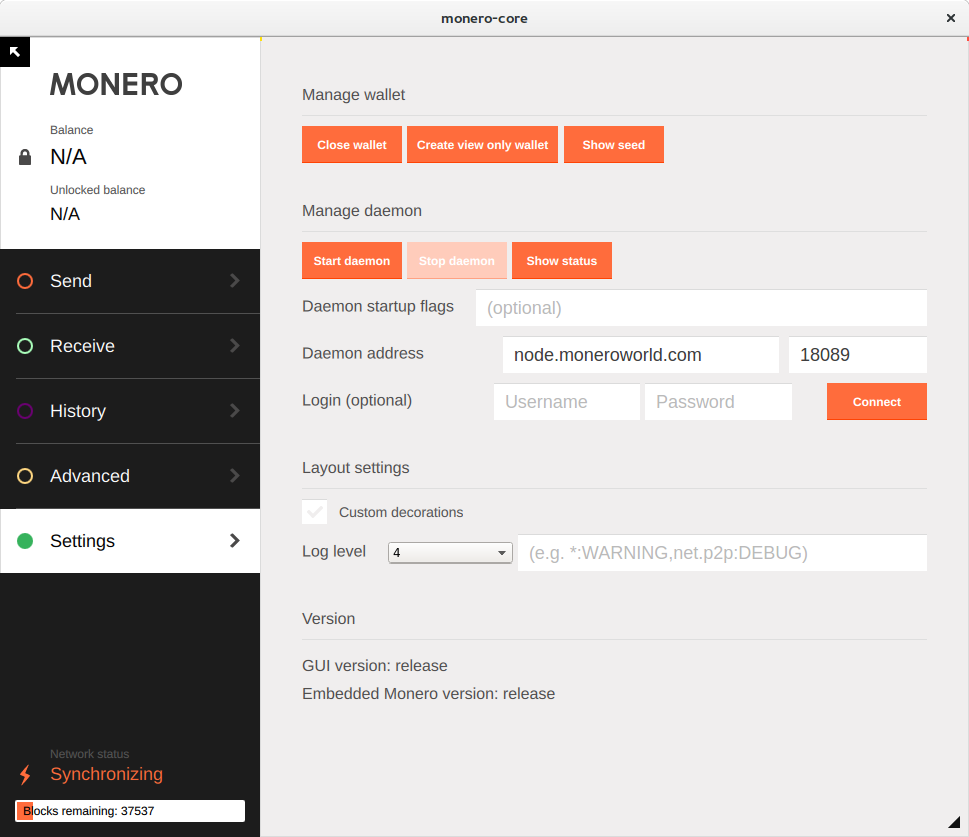 monero-core
MONERO
Balance
N/A
Unlocked balance
N/A
Send
Receive
History
Advanced
Settings
Network status
Synchronizing
Blocks remaining: 37537
Manage wallet
Close wallet Create view only wallet Show seed
Manage daemon
Start daemon Stop daemon Show status
Daemon startup flags (optional)
Daemon address node.moneroworld.com 18089
Login (optional) Username Password Connect
Layout settings
Custom decorations
Log level 4 (e.g. *:WARNING,net.p2p:DEBUG)
Version
GUI version: release
Embedded Monero version: release